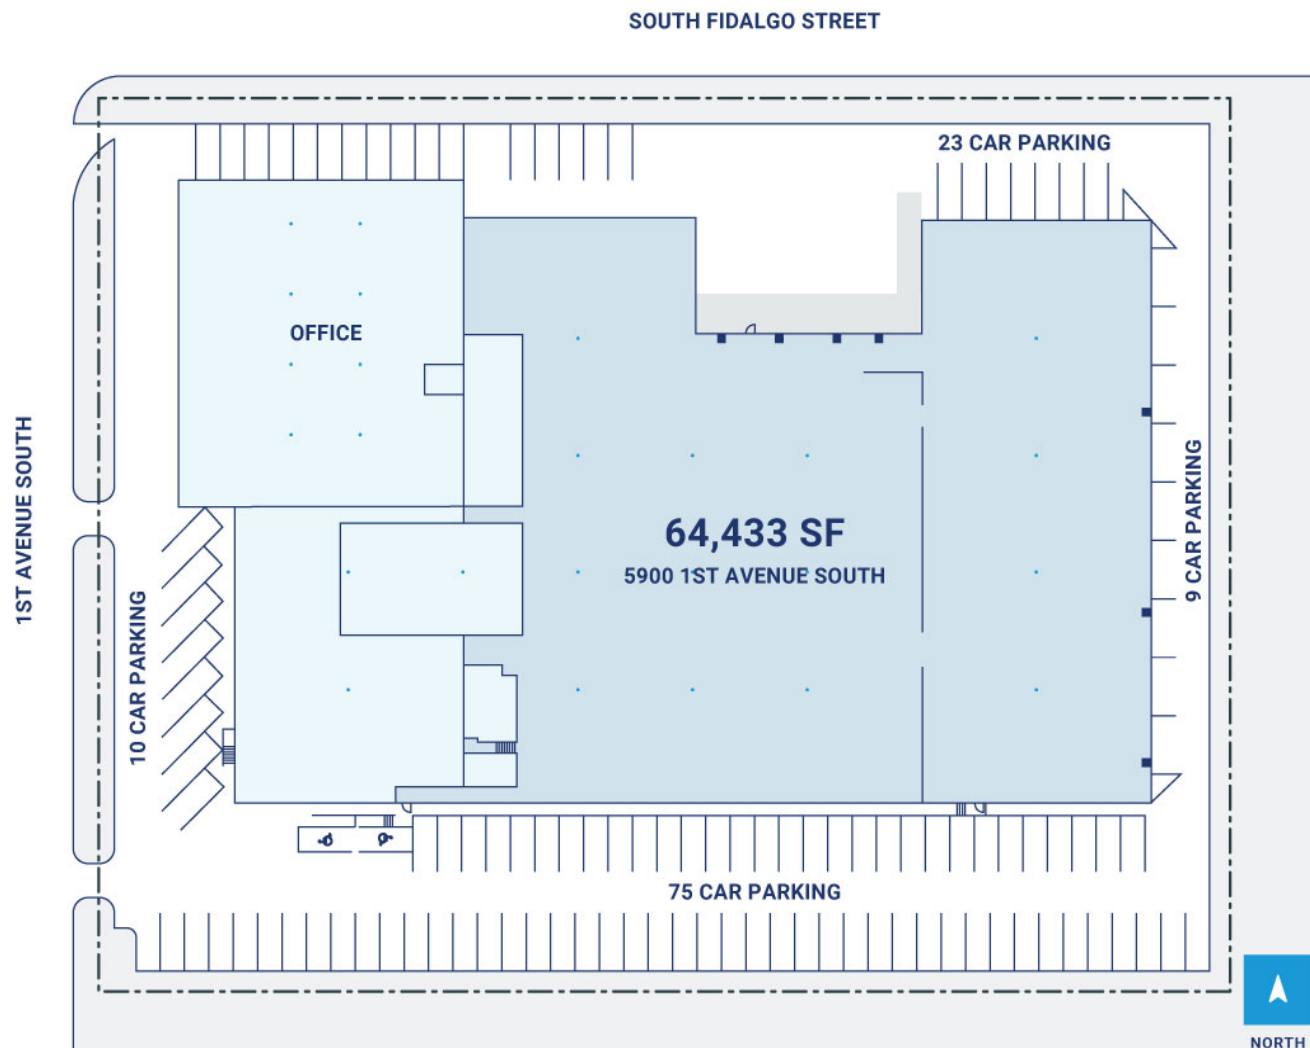 SOUTH FIDALGO STREET
23 CAR PARKING
OFFICE
1ST AVENUE SOUTH
9 CAR PARKING
64,433 SF
5900 1ST AVENUE SOUTH
10 CAR PARKING
75 CAR PARKING
NORTH